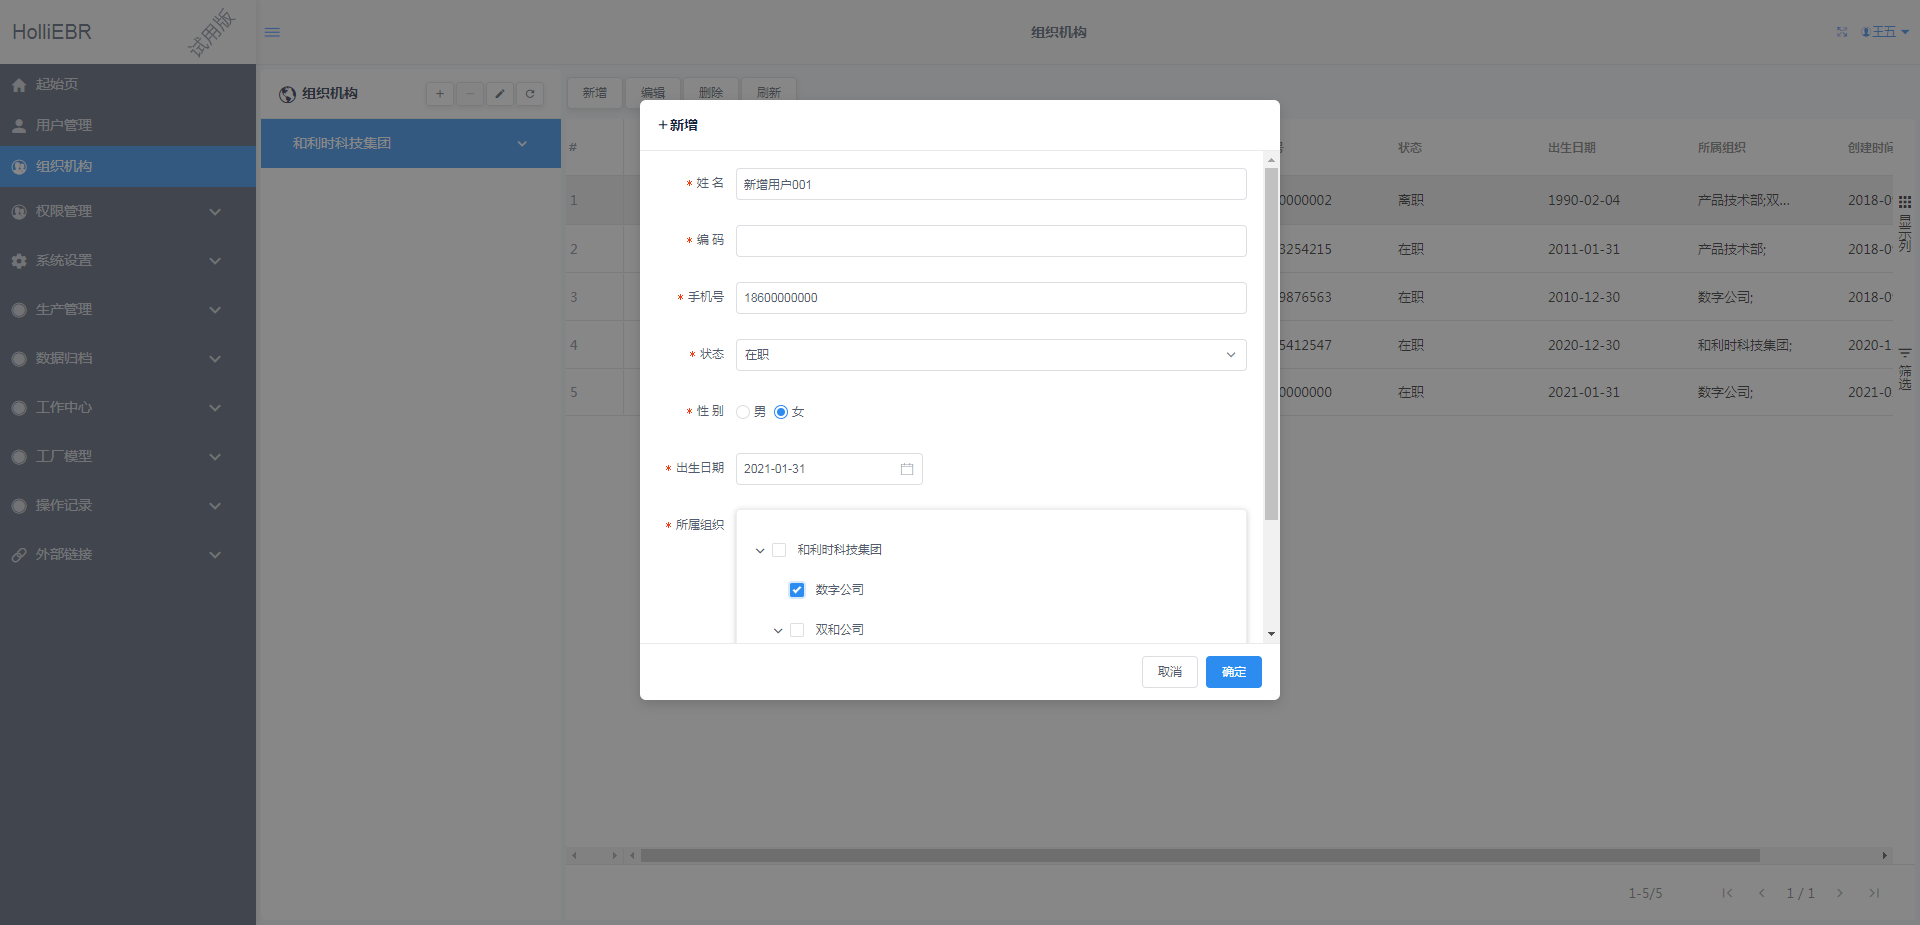 HolliEBR
试用版
组织机构
王五
起始页
用户管理
组织机构
权限管理
系统设置
生产管理
数据归档
工作中心
工厂模型
操作记录
外部链接
组织机构
和利时科技集团
新增 编辑 删除 刷新
# 状态 出生日期 所属组织 创建时间
1 0000002 离职 1990-02-04 产品技术部;双... 2018-0
2 3254215 在职 2011-01-31 产品技术部; 2018-0
3 9876563 在职 2010-12-30 数字公司; 2018-0
4 5412547 在职 2020-12-30 和利时科技集团; 2020-1
5 0000000 在职 2021-01-31 数字公司; 2021-0
显示列
筛选
+新增
* 姓 名 新增用户001
* 编 码
* 手机号 18600000000
* 状态 在职
* 性 别 男 女
* 出生日期 2021-01-31
* 所属组织
和利时科技集团
数字公司
双和公司
取消 确定
1-5/5 1 / 1